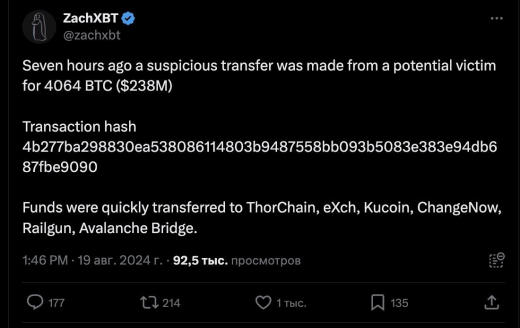 ZachXBT
@zachxbt
Seven hours ago a suspicious transfer was made from a potential victim
for 4064 BTC ($238M)
Transaction hash
4b277ba298830ea538086114803b9487558bb093b5083e383e94db6
87fbe9090
Funds were quickly transferred to ThorChain, eXch, Kucoin, ChangeNow,
Railgun, Avalanche Bridge.
1:46 PM · 19 авг. 2024 г. · 92,5 тыс. просмотров
177 214 1 тыс. 135